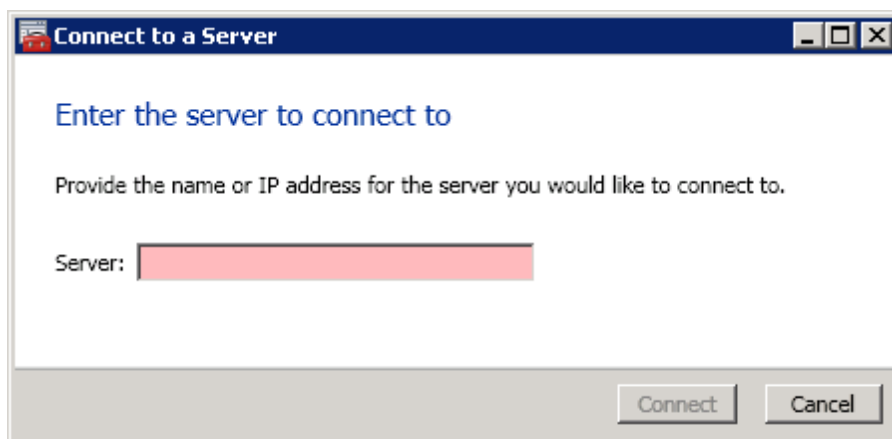 Connect to a Server
Enter the server to connect to
Provide the name or IP address for the server you would like to connect to.
Server:
Connect Cancel